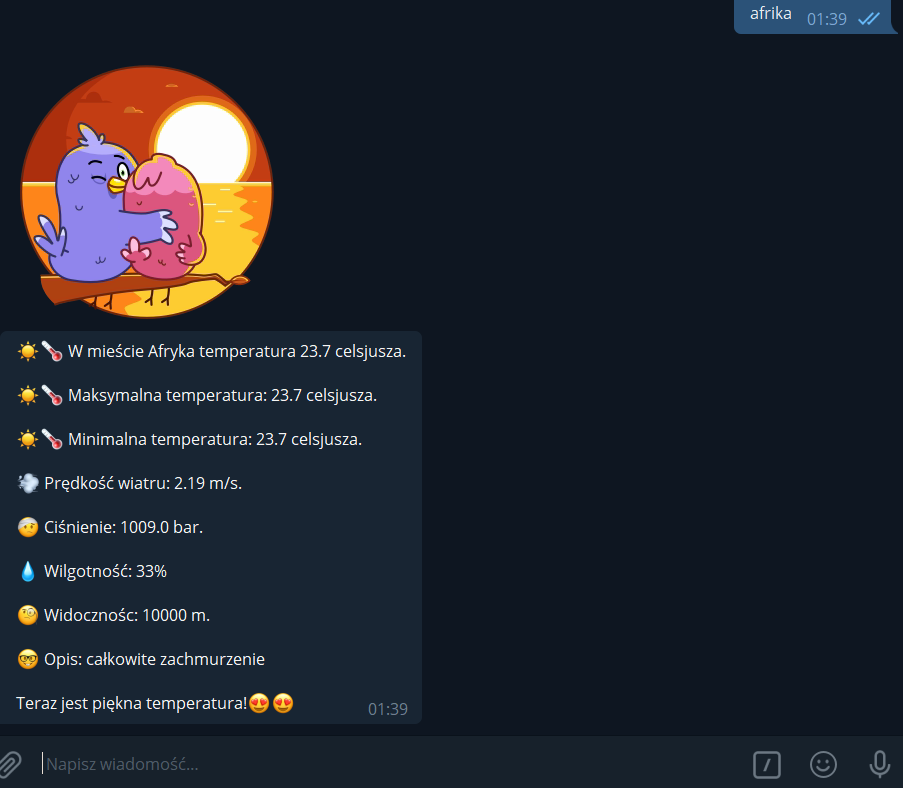 afrika 01:39
W mieście Afryka temperatura 23.7 celsjusza.
Maksymalna temperatura: 23.7 celsjusza.
Minimalna temperatura: 23.7 celsjusza.
Prędkość wiatru: 2.19 m/s.
Ciśnienie: 1009.0 bar.
Wilgotność: 33%
Widocznośc: 10000 m.
Opis: całkowite zachmurzenie
Teraz jest piękna temperatura!😍😍 01:39
Napisz wiadomość...